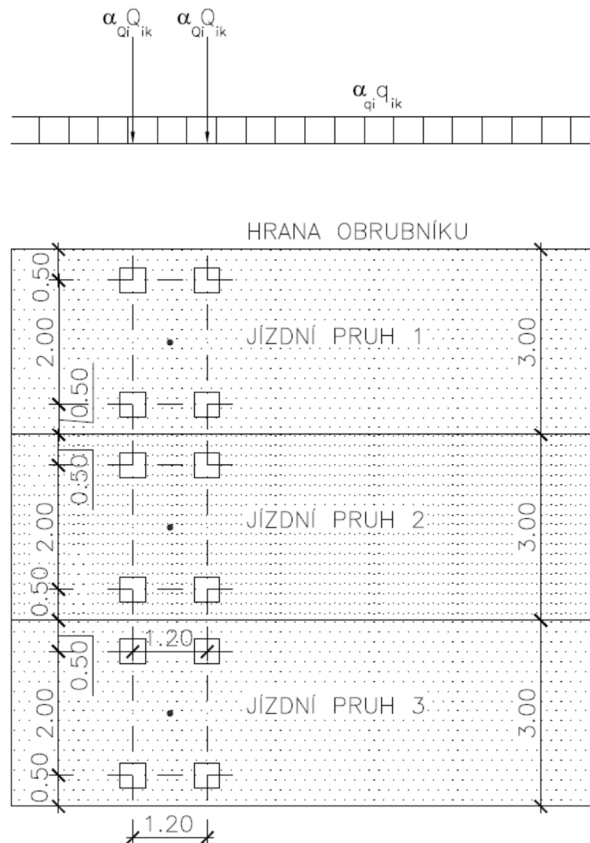 α_Qi Q_ik α_Qi Q_ik
α_qi q_ik
HRANA OBRUBNÍKU
0.50
2.00
0.50
JÍZDNÍ PRUH 1
3.00
0.50
2.00
0.50
JÍZDNÍ PRUH 2
3.00
0.50
1.20
2.00
0.50
JÍZDNÍ PRUH 3
3.00
1.20